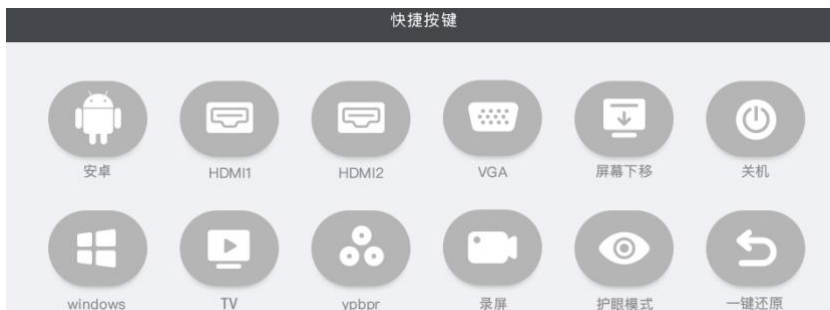 快捷按键
安卓
HDMI1
HDMI2
VGA
屏幕下移
关机
windows
TV
ypbpr
录屏
护眼模式
一键还原